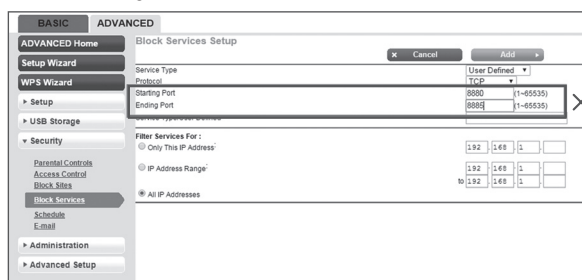 BASIC ADVANCED
ADVANCED Home
Setup Wizard
WPS Wizard
▸ Setup
▸ USB Storage
▾ Security
Parental Controls
Access Control
Block Sites
Block Services
Schedule
E-mail
▸ Administration
▸ Advanced Setup
Block Services Setup
× Cancel Add ▸
Service Type User Defined ▼
Protocol TCP ▼
Starting Port 8880 (1~65535)
Ending Port 8885 (1~65535)
Filter Services For :
Only This IP Address: 192 . 168 . 1 .
IP Address Range: 192 . 168 . 1 .
to 192 . 168 . 1 .
All IP Addresses